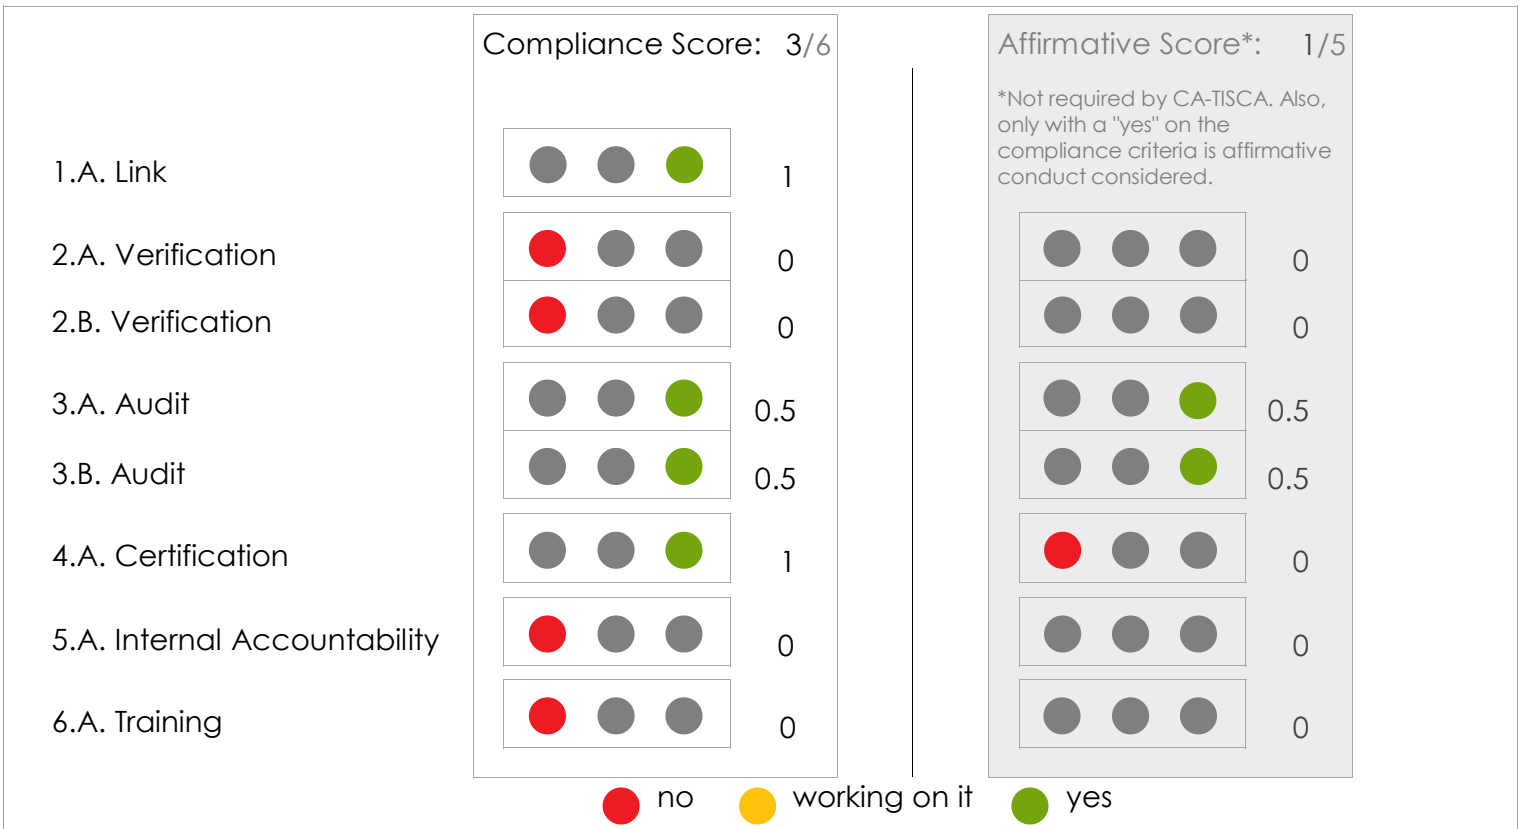 Compliance Score: 3/6
Affirmative Score*: 1/5
*Not required by CA-TISCA. Also,
only with a "yes" on the
compliance criteria is affirmative
conduct considered.
1.A. Link 1
2.A. Verification 0 0
2.B. Verification 0 0
3.A. Audit 0.5 0.5
3.B. Audit 0.5 0.5
4.A. Certification 1 0
5.A. Internal Accountability 0 0
6.A. Training 0 0
no working on it yes